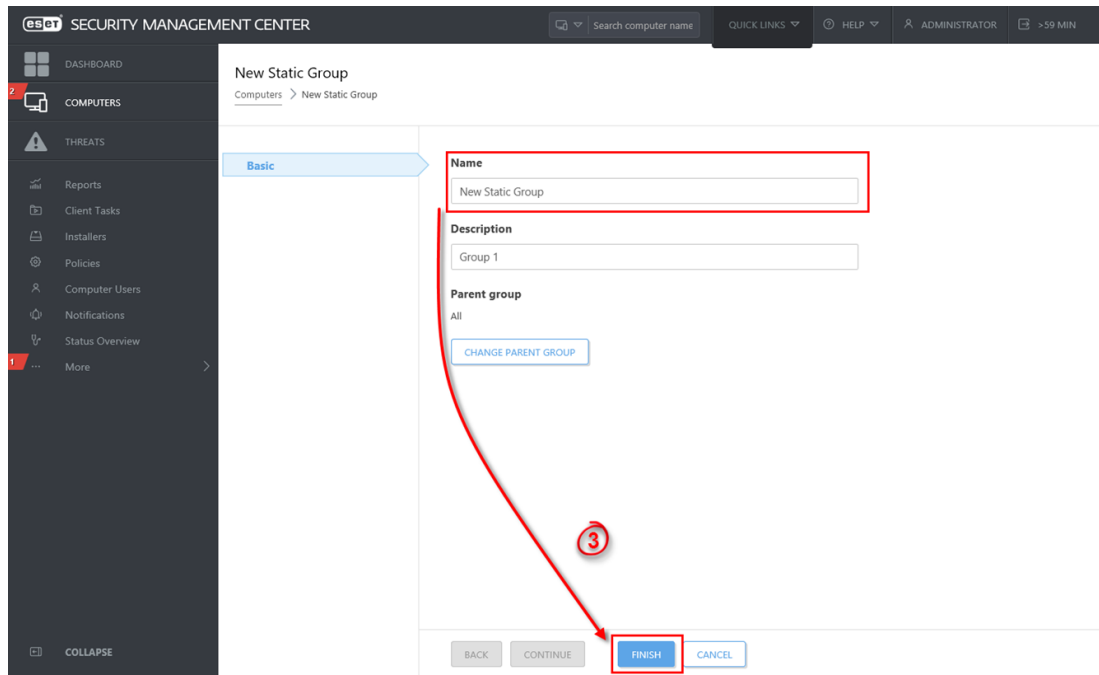 eset SECURITY MANAGEMENT CENTER
Search computer name
QUICK LINKS
HELP
ADMINISTRATOR
>59 MIN
DASHBOARD
2
COMPUTERS
THREATS
Reports
Client Tasks
Installers
Policies
Computer Users
Notifications
Status Overview
1
More
COLLAPSE
New Static Group
Computers > New Static Group
Basic
Name
New Static Group
Description
Group 1
Parent group
All
CHANGE PARENT GROUP
3
BACK
CONTINUE
FINISH
CANCEL